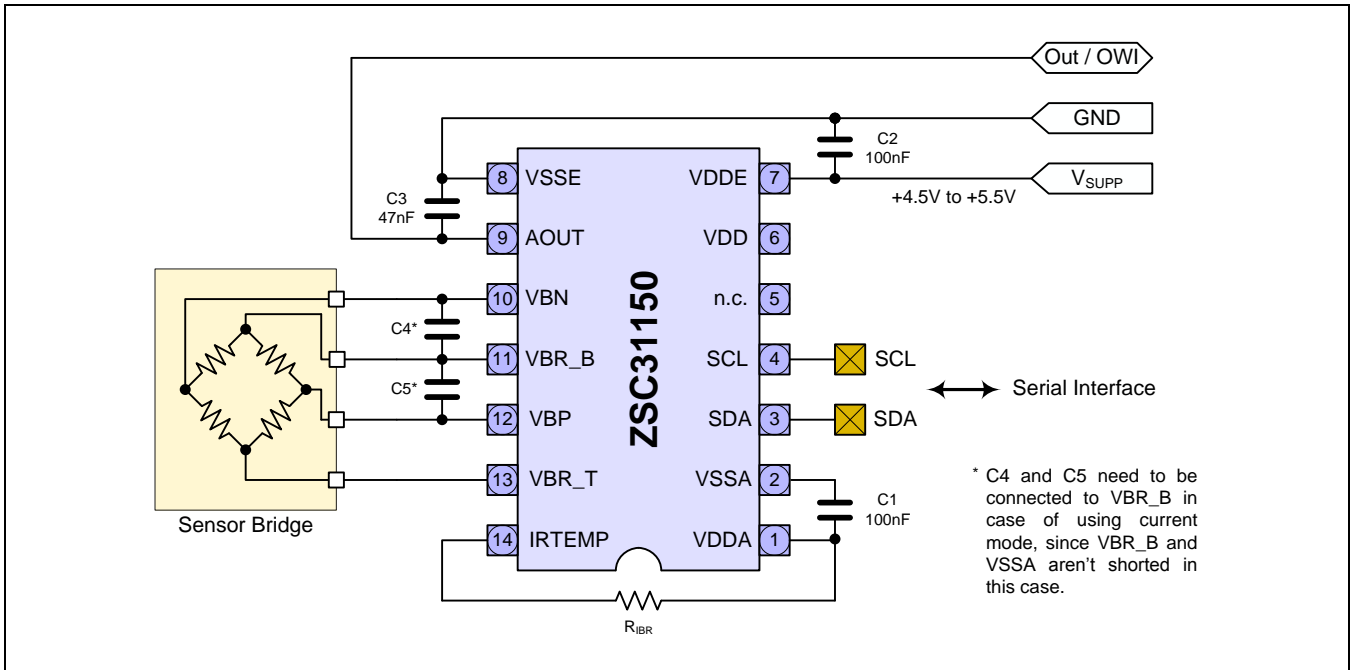 Out / OWI
GND
C2
100nF
8 VSSE
VDDE 7
V_SUPP
+4.5V to +5.5V
C3
47nF
9 AOUT
VDD 6
10 VBN
n.c. 5
C4*
11 VBR_B
SCL 4
SCL
C5*
Serial Interface
12 VBP
SDA 3
SDA
ZSC31150
13 VBR_T
VSSA 2
C1
100nF
14 IRTEMP
VDDA 1
Sensor Bridge
R_IBR
* C4 and C5 need to be
connected to VBR_B in
case of using current
mode, since VBR_B and
VSSA aren't shorted in
this case.